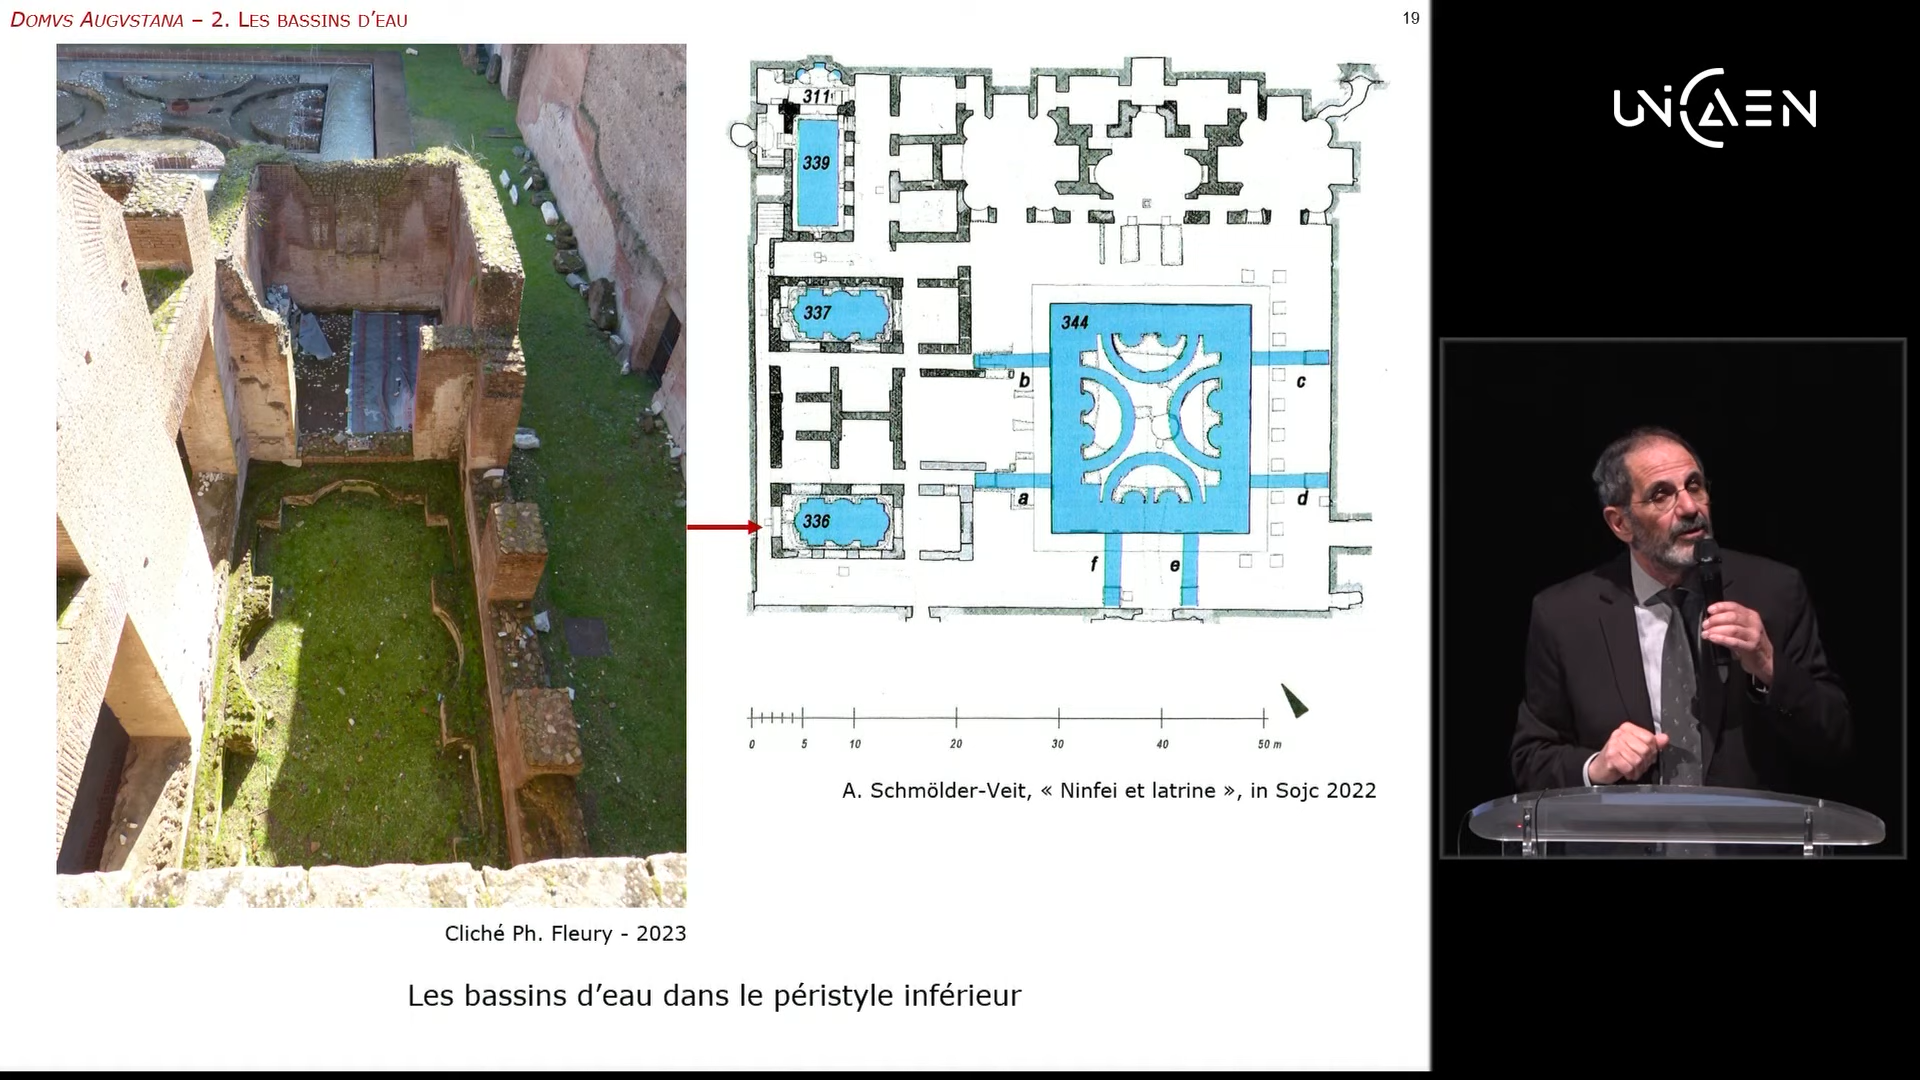 DOMVS AUGVSTANA – 2. LES BASSINS D'EAU
19
311
339
337
344
b
c
a
d
336
f
e
0 5 10 20 30 40 50 m
A. Schmölder-Veit, « Ninfei et latrine », in Sojc 2022
Cliché Ph. Fleury - 2023
Les bassins d'eau dans le péristyle inférieur
UNICAEN